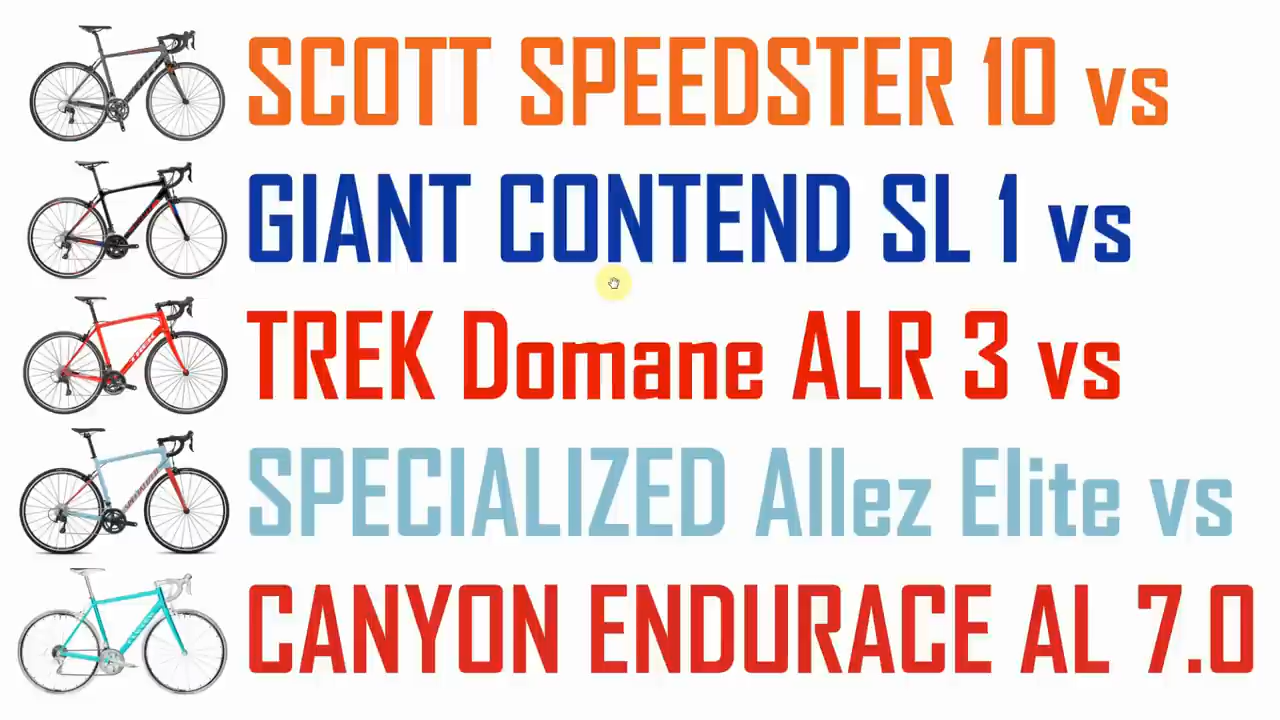 SCOTT SPEEDSTER 10 vs
GIANT CONTEND SL 1 vs
TREK Domane ALR 3 vs
SPECIALIZED Allez Elite vs
CANYON ENDURACE AL 7.0